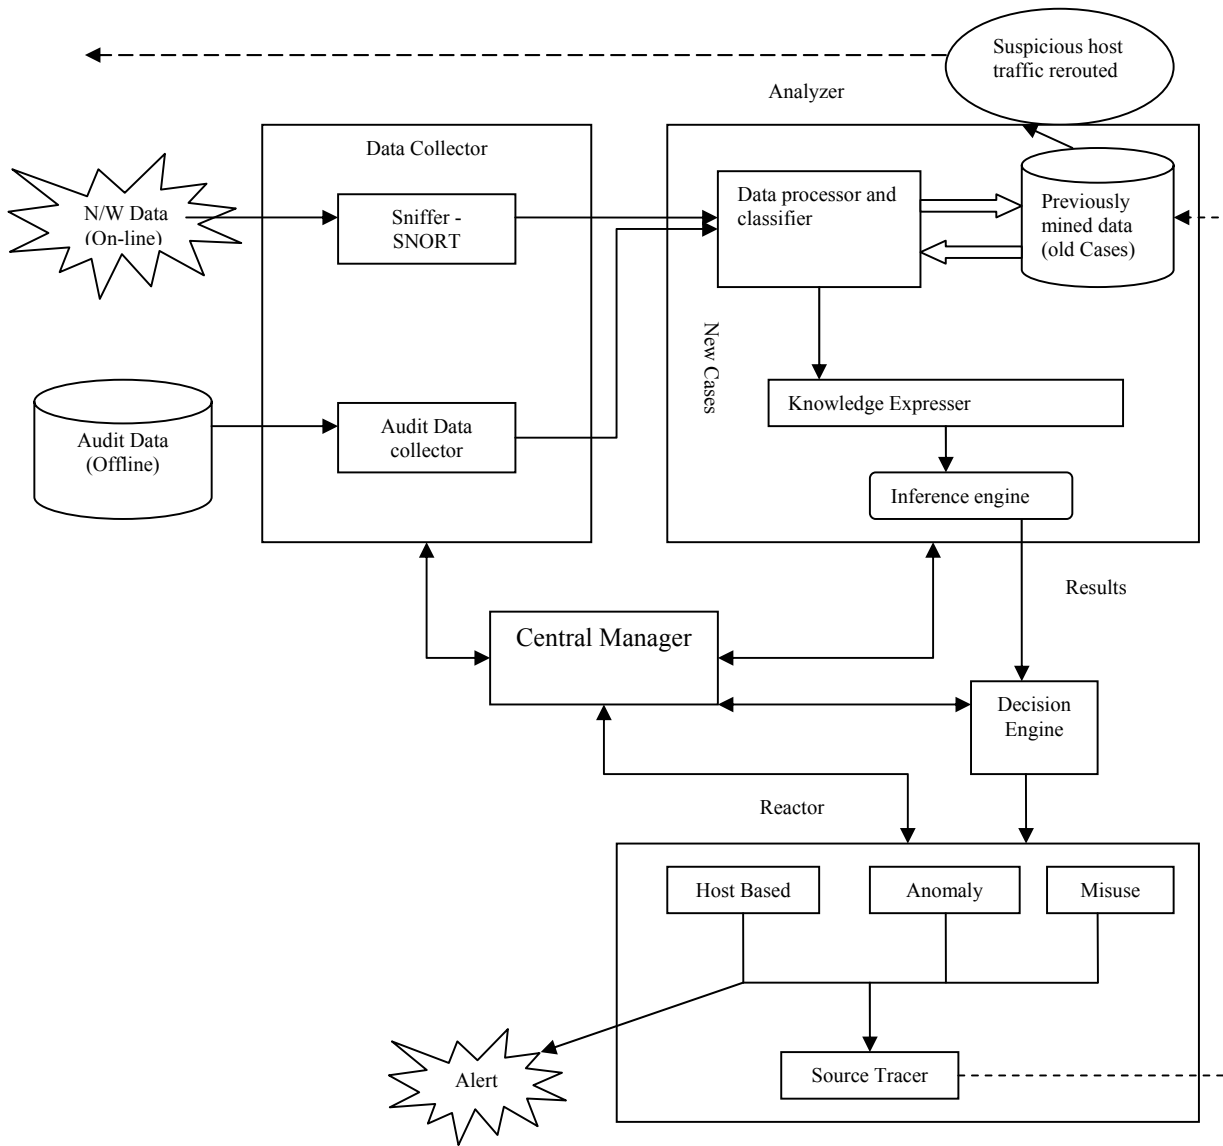 Suspicious host
traffic rerouted
Analyzer
Data Collector
N/W Data
(On-line)
Sniffer -
SNORT
Data processor and
classifier
Previously
mined data
(old Cases)
New Cases
Knowledge Expresser
Audit Data
(Offline)
Audit Data
collector
Inference engine
Results
Central Manager
Decision
Engine
Reactor
Host Based
Anomaly
Misuse
Alert
Source Tracer